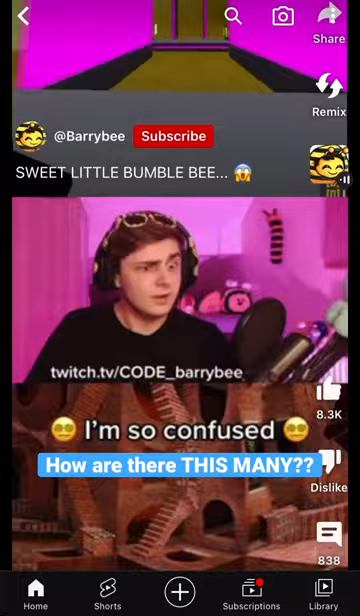 Share
Remix
@Barrybee
Subscribe
SWEET LITTLE BUMBLE BEE... 😱
twitch.tv/CODE_barrybee
😵‍💫 I'm so confused 😵‍💫
How are there THIS MANY??
8.3K
Dislike
838
Home
Shorts
Subscriptions
Library